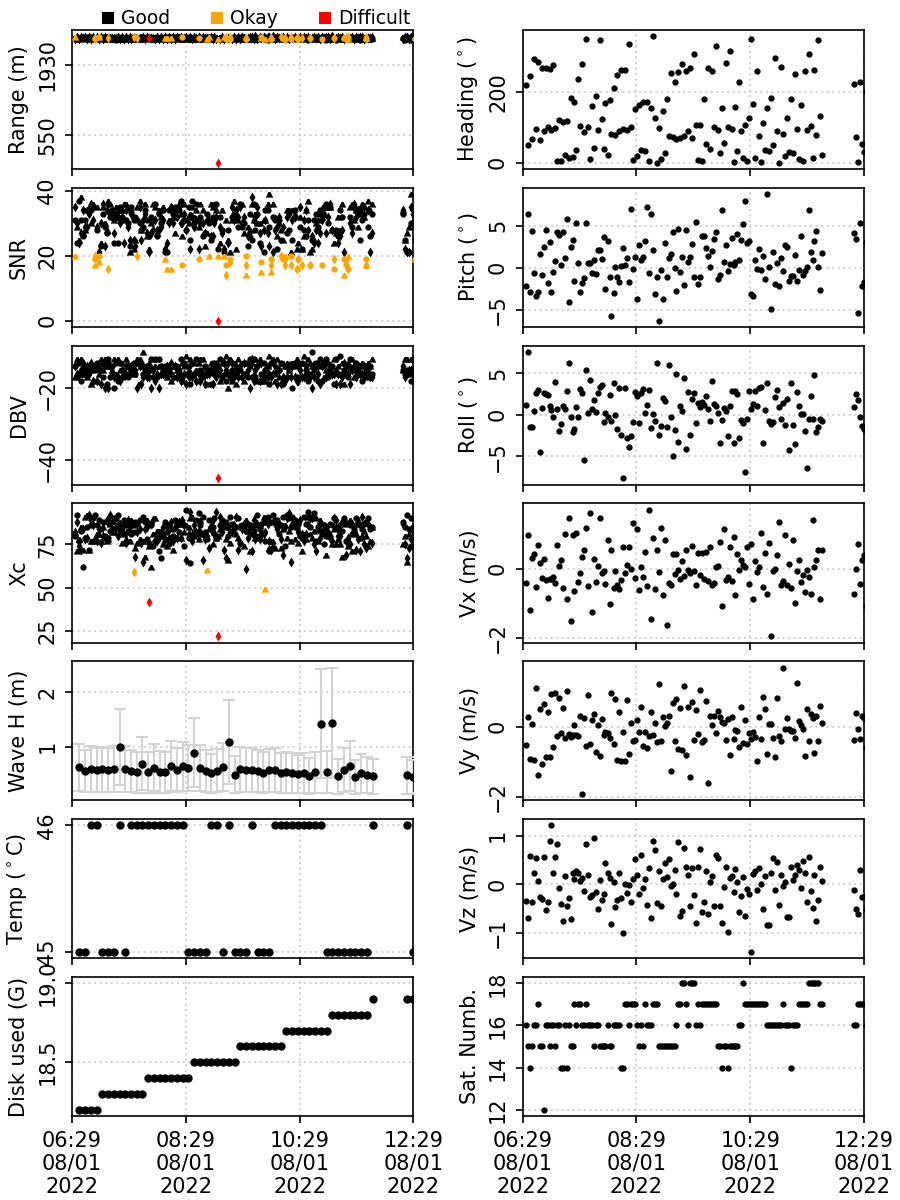 Good Okay Difficult
Range (m)
1930
550
Heading (°)
200
0
SNR
40
20
0
Pitch (°)
5
0
−5
DBV
−20
−40
Roll (°)
5
0
−5
Xc
75
50
25
Vx (m/s)
0
−2
Wave H (m)
2
1
Vy (m/s)
0
−2
Temp (°C)
46
45
Vz (m/s)
1
0
−1
Disk used (G)
19.0
18.5
Sat. Numb.
18
16
14
12
06:29 08:29 10:29 12:29
08/01 08/01 08/01 08/01
2022 2022 2022 2022
06:29 08:29 10:29 12:29
08/01 08/01 08/01 08/01
2022 2022 2022 2022